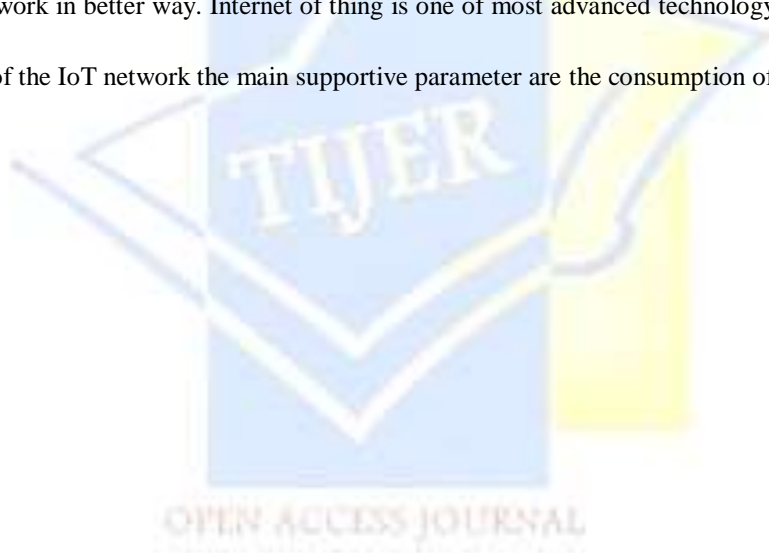 work in better way. Internet of thing is one of most advanced technology
of the IoT network the main supportive parameter are the consumption of
TIJER
OPEN ACCESS JOURNAL